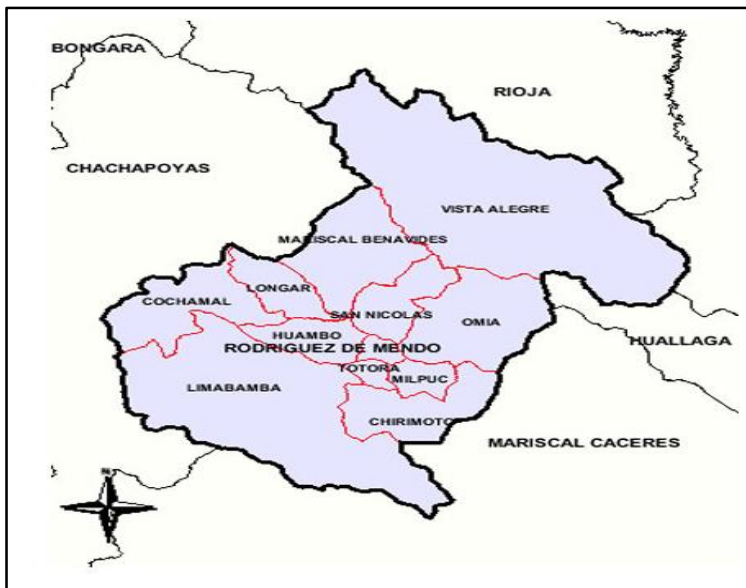 BONGARA
RIOJA
CHACHAPOYAS
VISTA ALEGRE
MARISCAL BENAVIDES
LONGAR
COCHAMAL
SAN NICOLAS
OMIA
HUAMBO
HUALLAGA
RODRIGUEZ DE MENDO
TOTORA
MILPUC
LIMABAMBA
CHIRIMOTO
MARISCAL CACERES
N